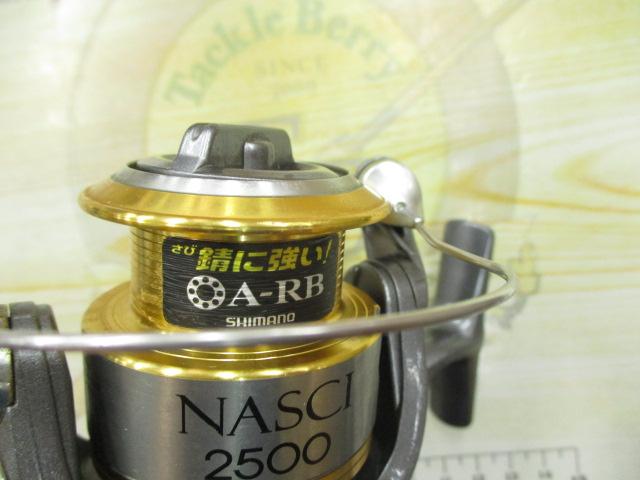 Tackle Berry
SINCE
さび
錆に強い!
A-RB
SHIMANO
NASCI
2500